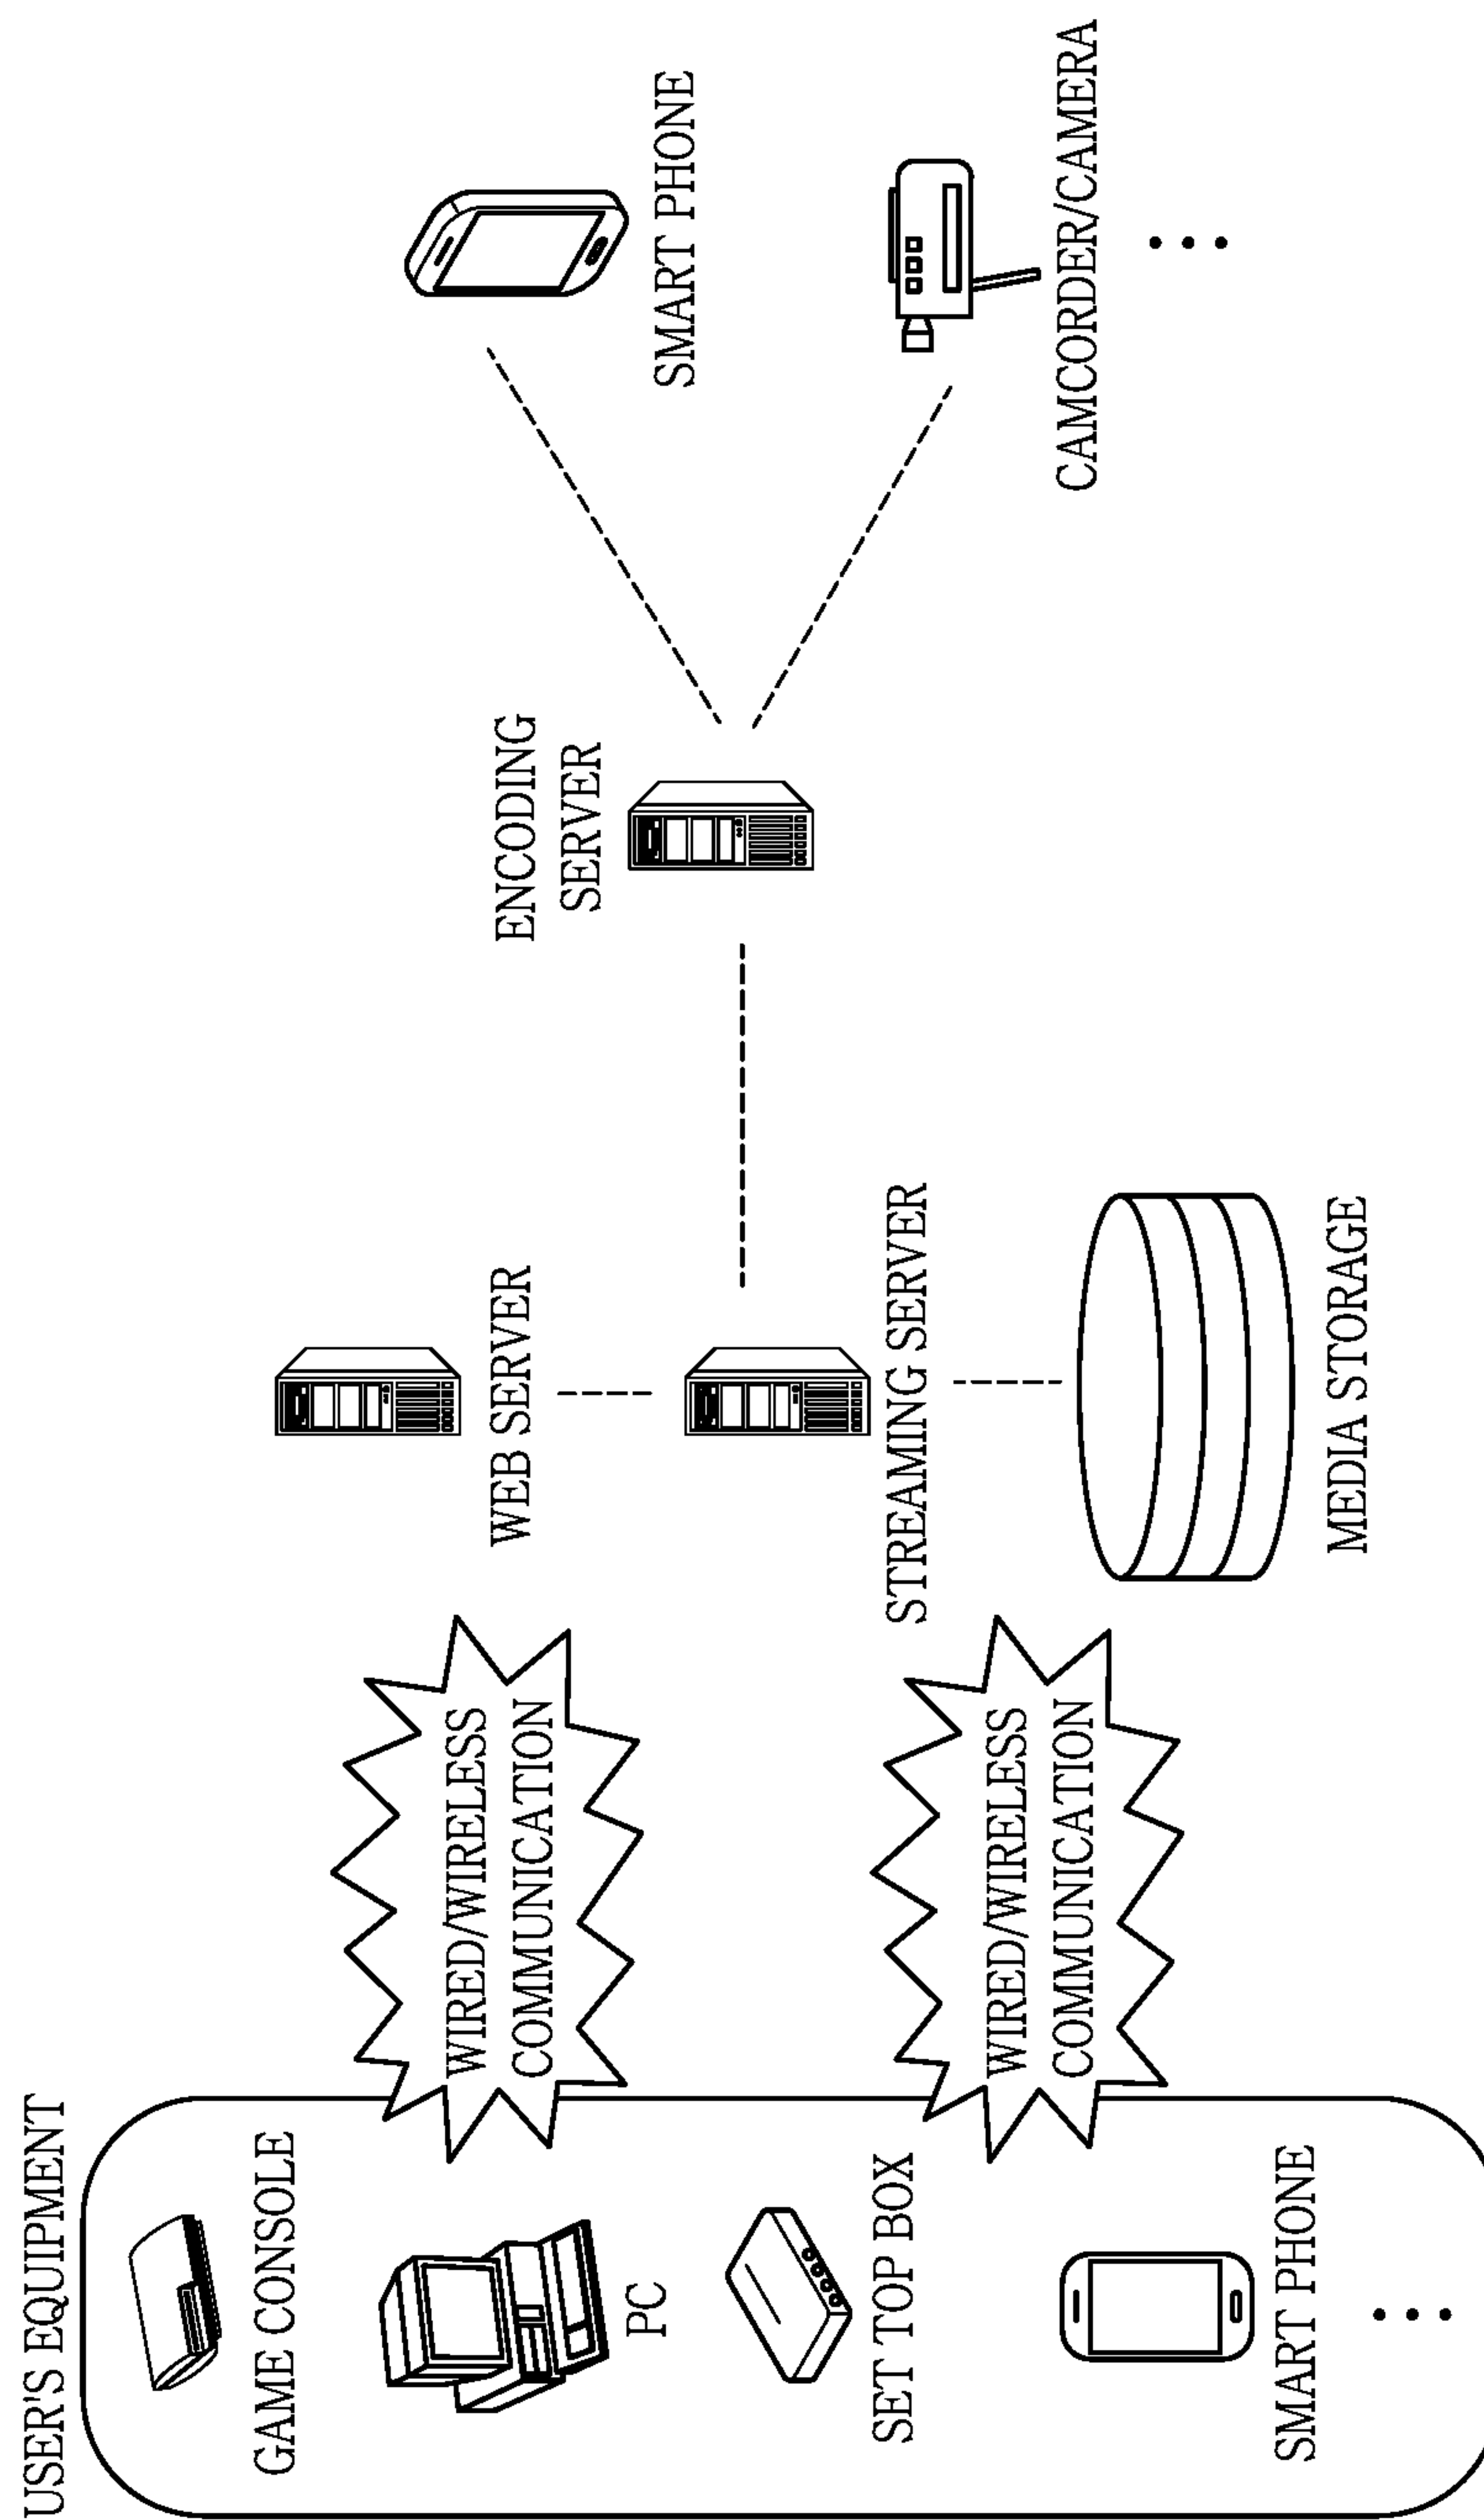 USER'S EQUIPMENT
GAME CONSOLE
PC
SET TOP BOX
SMART PHONE
WIRED/WIRELESS
COMMUNICATION
WIRED/WIRELESS
COMMUNICATION
WEB SERVER
STREAMING SERVER
MEDIA STORAGE
ENCODING
SERVER
SMART PHONE
CAMCORDER/CAMERA